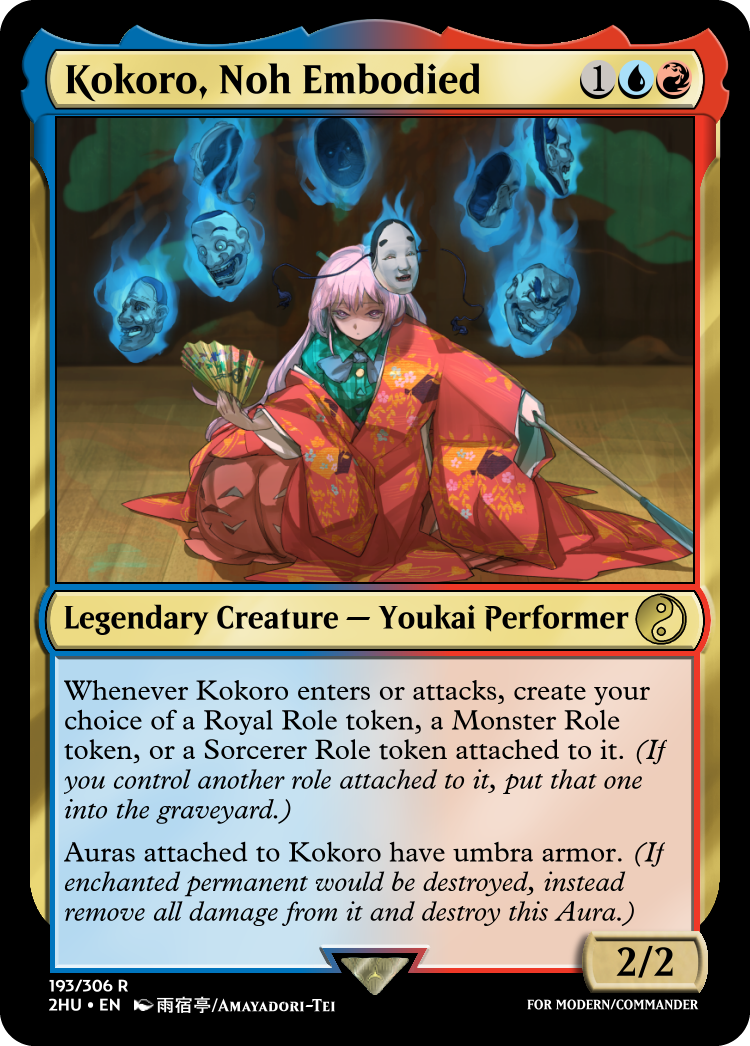 Kokoro, Noh Embodied 1
Legendary Creature — Youkai Performer
Whenever Kokoro enters or attacks, create your
choice of a Royal Role token, a Monster Role
token, or a Sorcerer Role token attached to it. (If
you control another role attached to it, put that one
into the graveyard.)
Auras attached to Kokoro have umbra armor. (If
enchanted permanent would be destroyed, instead
remove all damage from it and destroy this Aura.)
2/2
193/306 R
2HU • EN 雨宿亭/Amayadori-Tei
FOR MODERN/COMMANDER